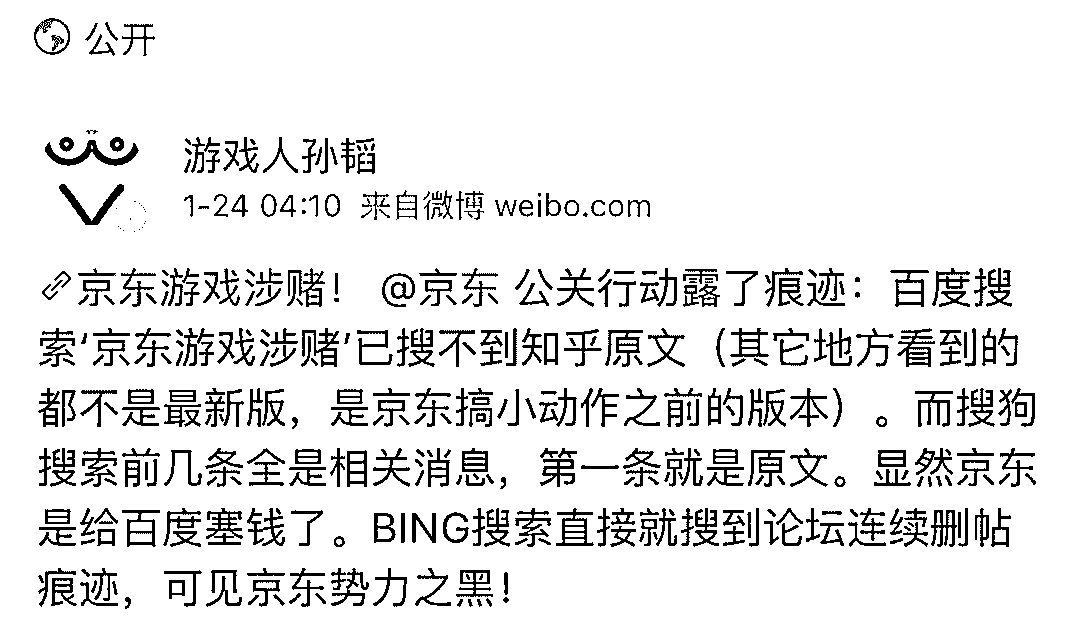 公开
游戏人孙韬
1-24 04:10 来自微博 weibo.com
京东游戏涉赌！ @京东 公关行动露了痕迹：百度搜
索‘京东游戏涉赌’已搜不到知乎原文（其它地方看到的
都不是最新版，是京东搞小动作之前的版本）。而搜狗
搜索前几条全是相关消息，第一条就是原文。显然京东
是给百度塞钱了。BING搜索直接就搜到论坛连续删帖
痕迹，可见京东势力之黑！